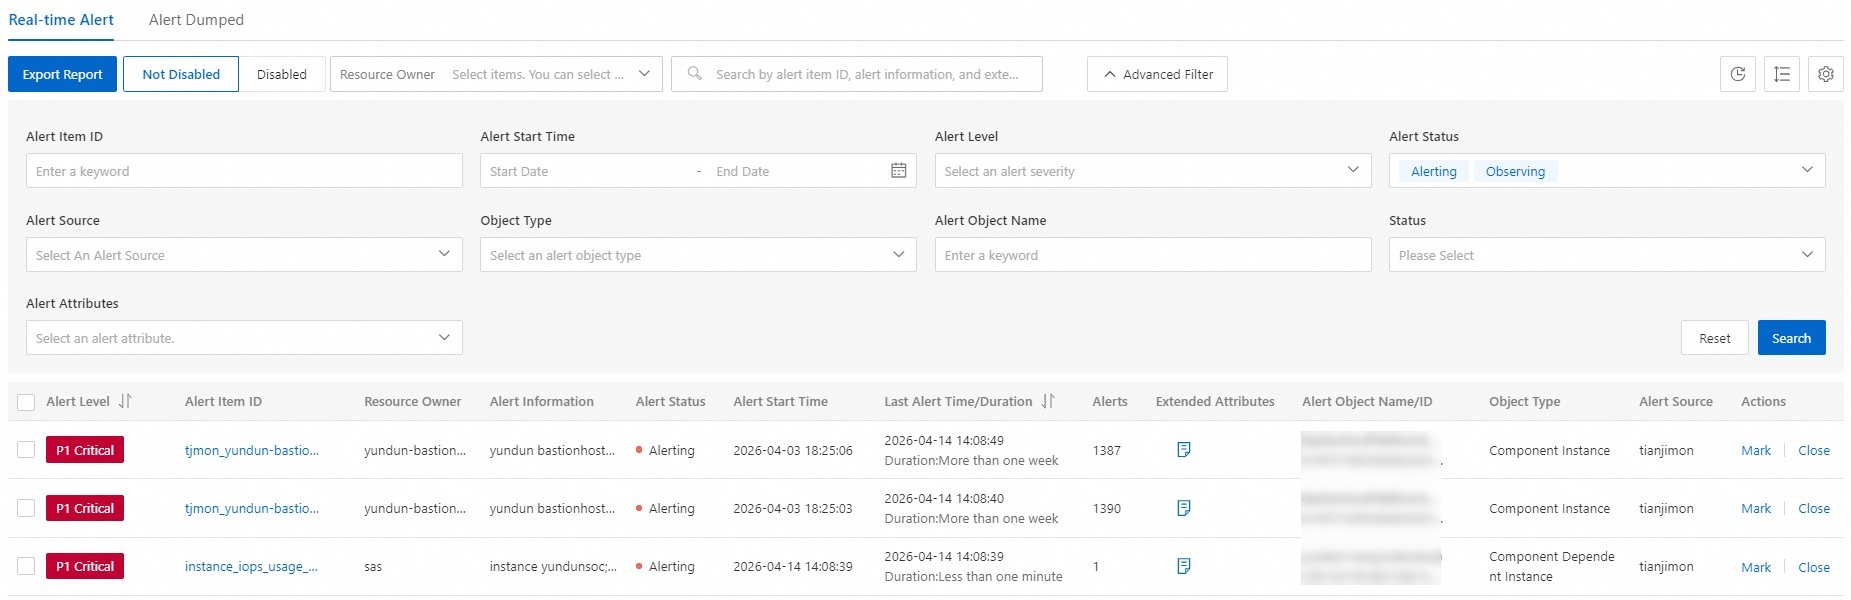 Real-time Alert Alert Dumped
Export Report Not Disabled Disabled Resource Owner Select items. You can select ... Search by alert item ID, alert information, and exte... Advanced Filter
Alert Item ID Alert Start Time Alert Level Alert Status
Enter a keyword Start Date - End Date Select an alert severity Alerting Observing
Alert Source Object Type Alert Object Name Status
Select An Alert Source Select an alert object type Enter a keyword Please Select
Alert Attributes
Select an alert attribute. Reset Search
Alert Level Alert Item ID Resource Owner Alert Information Alert Status Alert Start Time Last Alert Time/Duration Alerts Extended Attributes Alert Object Name/ID Object Type Alert Source Actions
P1 Critical tjmon_yundun-bastio... yundun-bastion... yundun bastionhost... Alerting 2026-04-03 18:25:06 2026-04-14 14:08:49 1387 Component Instance tianjimon Mark Close
Duration:More than one week
P1 Critical tjmon_yundun-bastio... yundun-bastion... yundun bastionhost... Alerting 2026-04-03 18:25:03 2026-04-14 14:08:40 1390 Component Instance tianjimon Mark Close
Duration:More than one week
P1 Critical instance_iops_usage_... sas instance yundunsoc;... Alerting 2026-04-14 14:08:39 2026-04-14 14:08:39 1 Component Depende tianjimon Mark Close
Duration:Less than one minute nt Instance